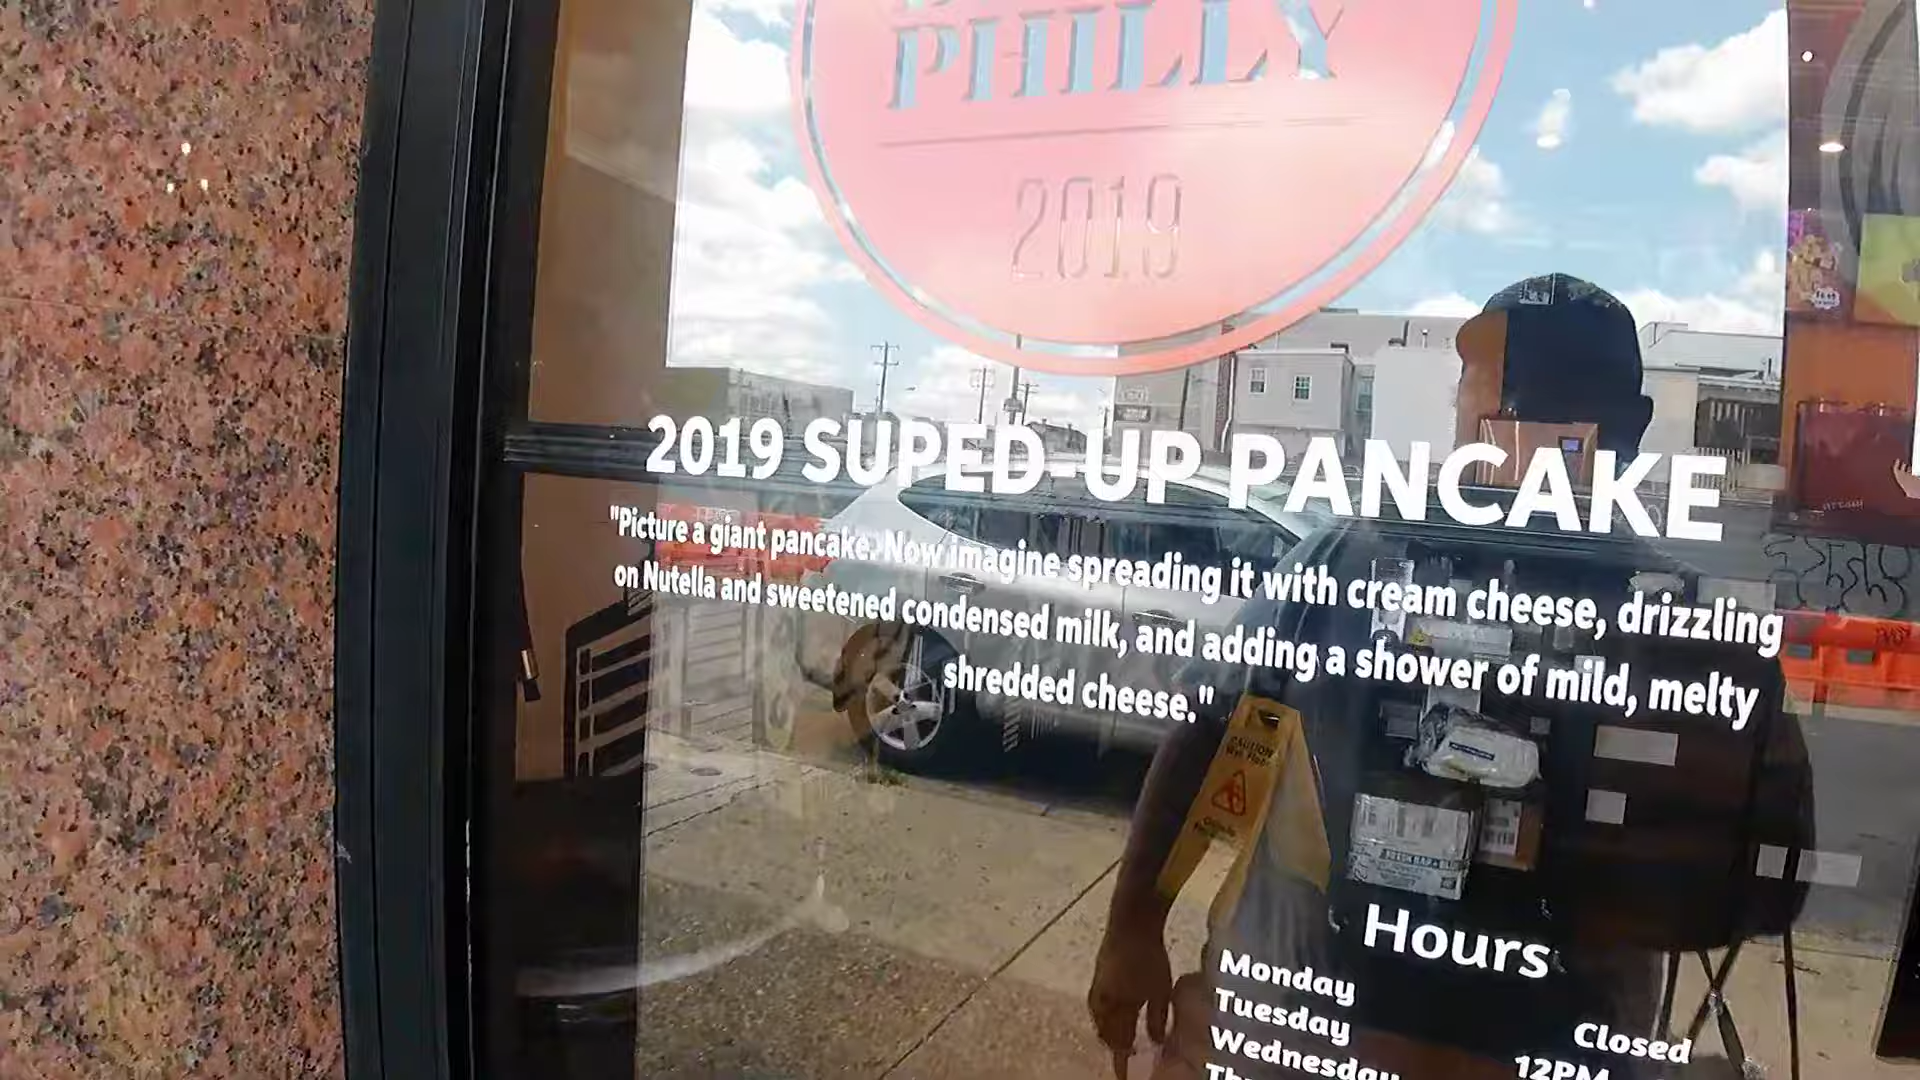 PHILLY
2019
2019 SUPED-UP PANCAKE
"Picture a giant pancake. Now imagine spreading it with cream cheese, drizzling
on Nutella and sweetened condensed milk, and adding a shower of mild, melty
shredded cheese."
CAUTION
Hours
Monday Closed
Tuesday 12PM
Wednesday